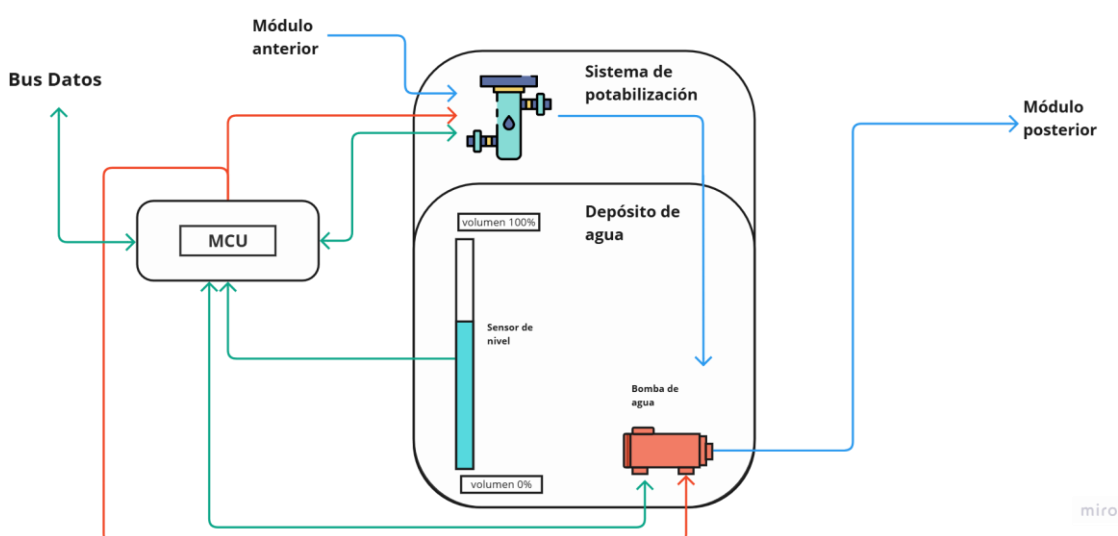 Módulo
anterior
Bus Datos
Sistema de
potabilización
Módulo
posterior
MCU
volumen 100%
Depósito de
agua
Sensor de
nivel
Bomba de
agua
volumen 0%
miro